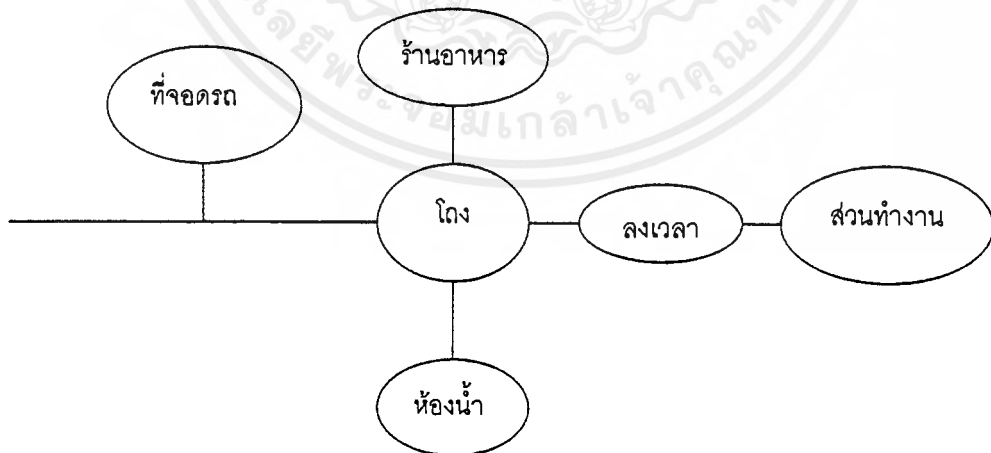 ร้านอาหาร
ที่จอดรถ
โถง
ลงเวลา
ส่วนทำงาน
ห้องน้ำ